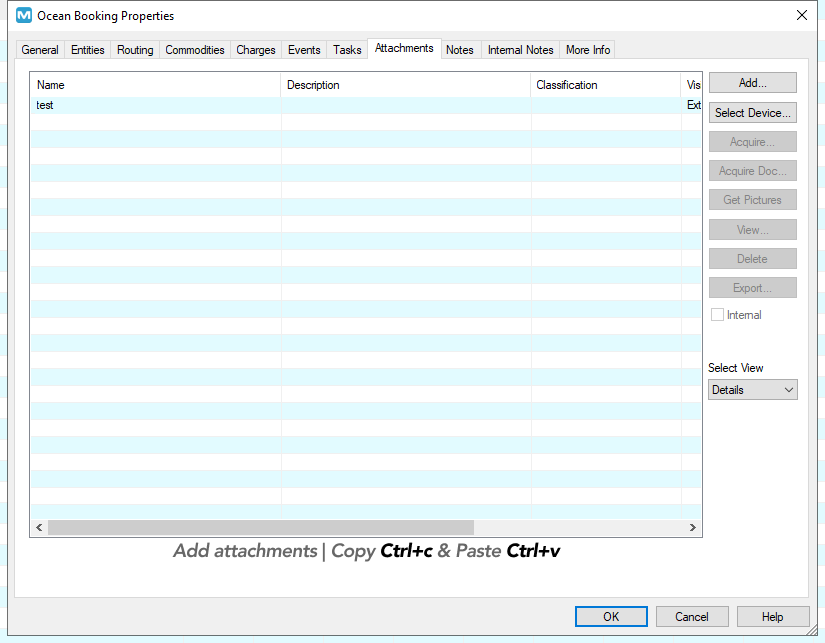 Ocean Booking Properties
General Entities Routing Commodities Charges Events Tasks Attachments Notes Internal Notes More Info
Name Description Classification Vis
test Ext
Add...
Select Device...
Acquire...
Acquire Doc...
Get Pictures
View...
Delete
Export...
Internal
Select View
Details
Add attachments | Copy Ctrl+c & Paste Ctrl+v
OK Cancel Help